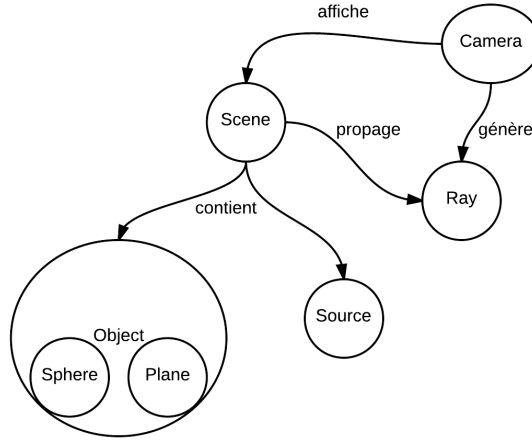 affiche
Camera
Scene
propage
génère
Ray
contient
Source
Object
Sphere
Plane